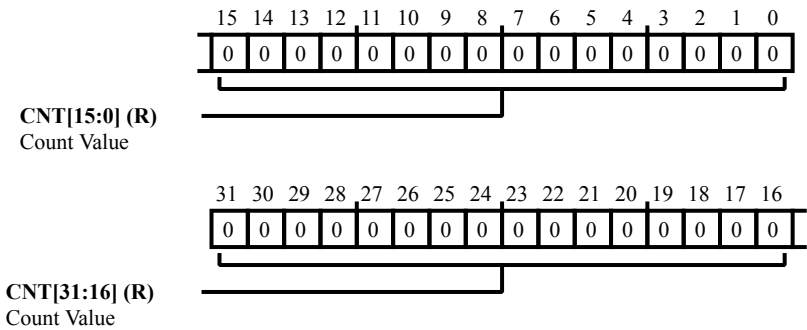 15 14 13 12 11 10 9 8 7 6 5 4 3 2 1 0
0 0 0 0 0 0 0 0 0 0 0 0 0 0 0 0
CNT[15:0] (R)
Count Value
31 30 29 28 27 26 25 24 23 22 21 20 19 18 17 16
0 0 0 0 0 0 0 0 0 0 0 0 0 0 0 0
CNT[31:16] (R)
Count Value